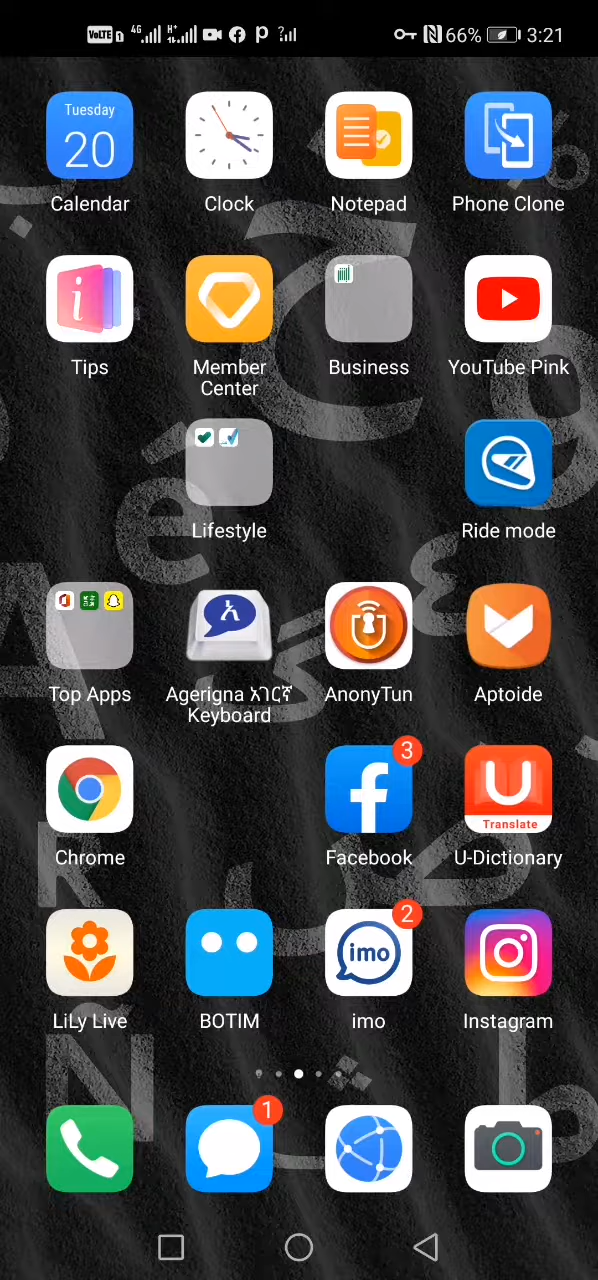 VoLTE 4G H+ ? 66% 3:21
Tuesday
20
Calendar Clock Notepad Phone Clone
Tips Member Center Business YouTube Pink
Lifestyle Ride mode
አ
Top Apps Agerigna አገርኛ Keyboard AnonyTun Aptoide
3
U
Translate
Chrome Facebook U-Dictionary
2
imo
LiLy Live BOTIM imo Instagram
1